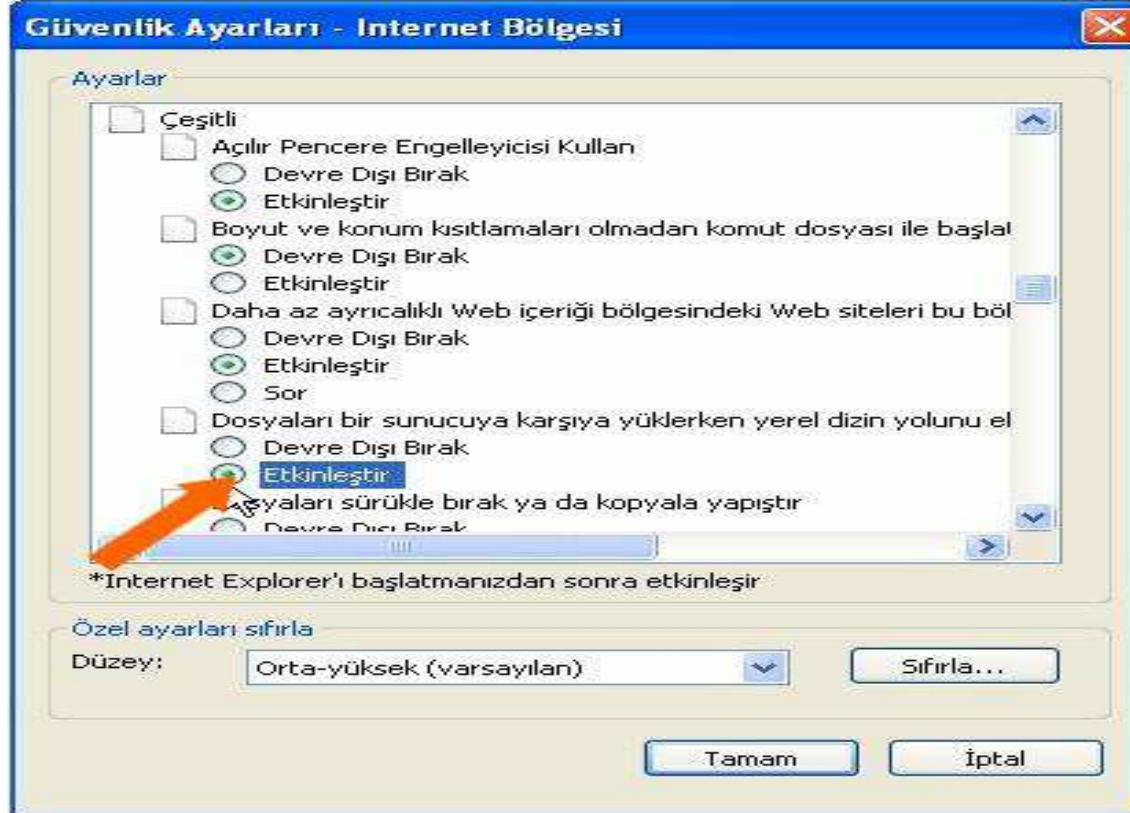 Güvenlik Ayarları - Internet Bölgesi
Ayarlar
Çeşitli
Açılır Pencere Engelleyicisi Kullan
Devre Dışı Bırak
Etkinleştir
Boyut ve konum kısıtlamaları olmadan komut dosyası ile başlat
Devre Dışı Bırak
Etkinleştir
Daha az ayrıcalıklı Web içeriği bölgesindeki Web siteleri bu böl
Devre Dışı Bırak
Etkinleştir
Sor
Dosyaları bir sunucuya karşıya yüklerken yerel dizin yolunu el
Devre Dışı Bırak
Etkinleştir
syaları sürükle bırak ya da kopyala yapıştır
Devre Dışı Bırak
*Internet Explorer'ı başlatmanızdan sonra etkinleşir
Özel ayarları sıfırla
Düzey:
Orta-yüksek (varsayılan)
Sıfırla...
Tamam
İptal